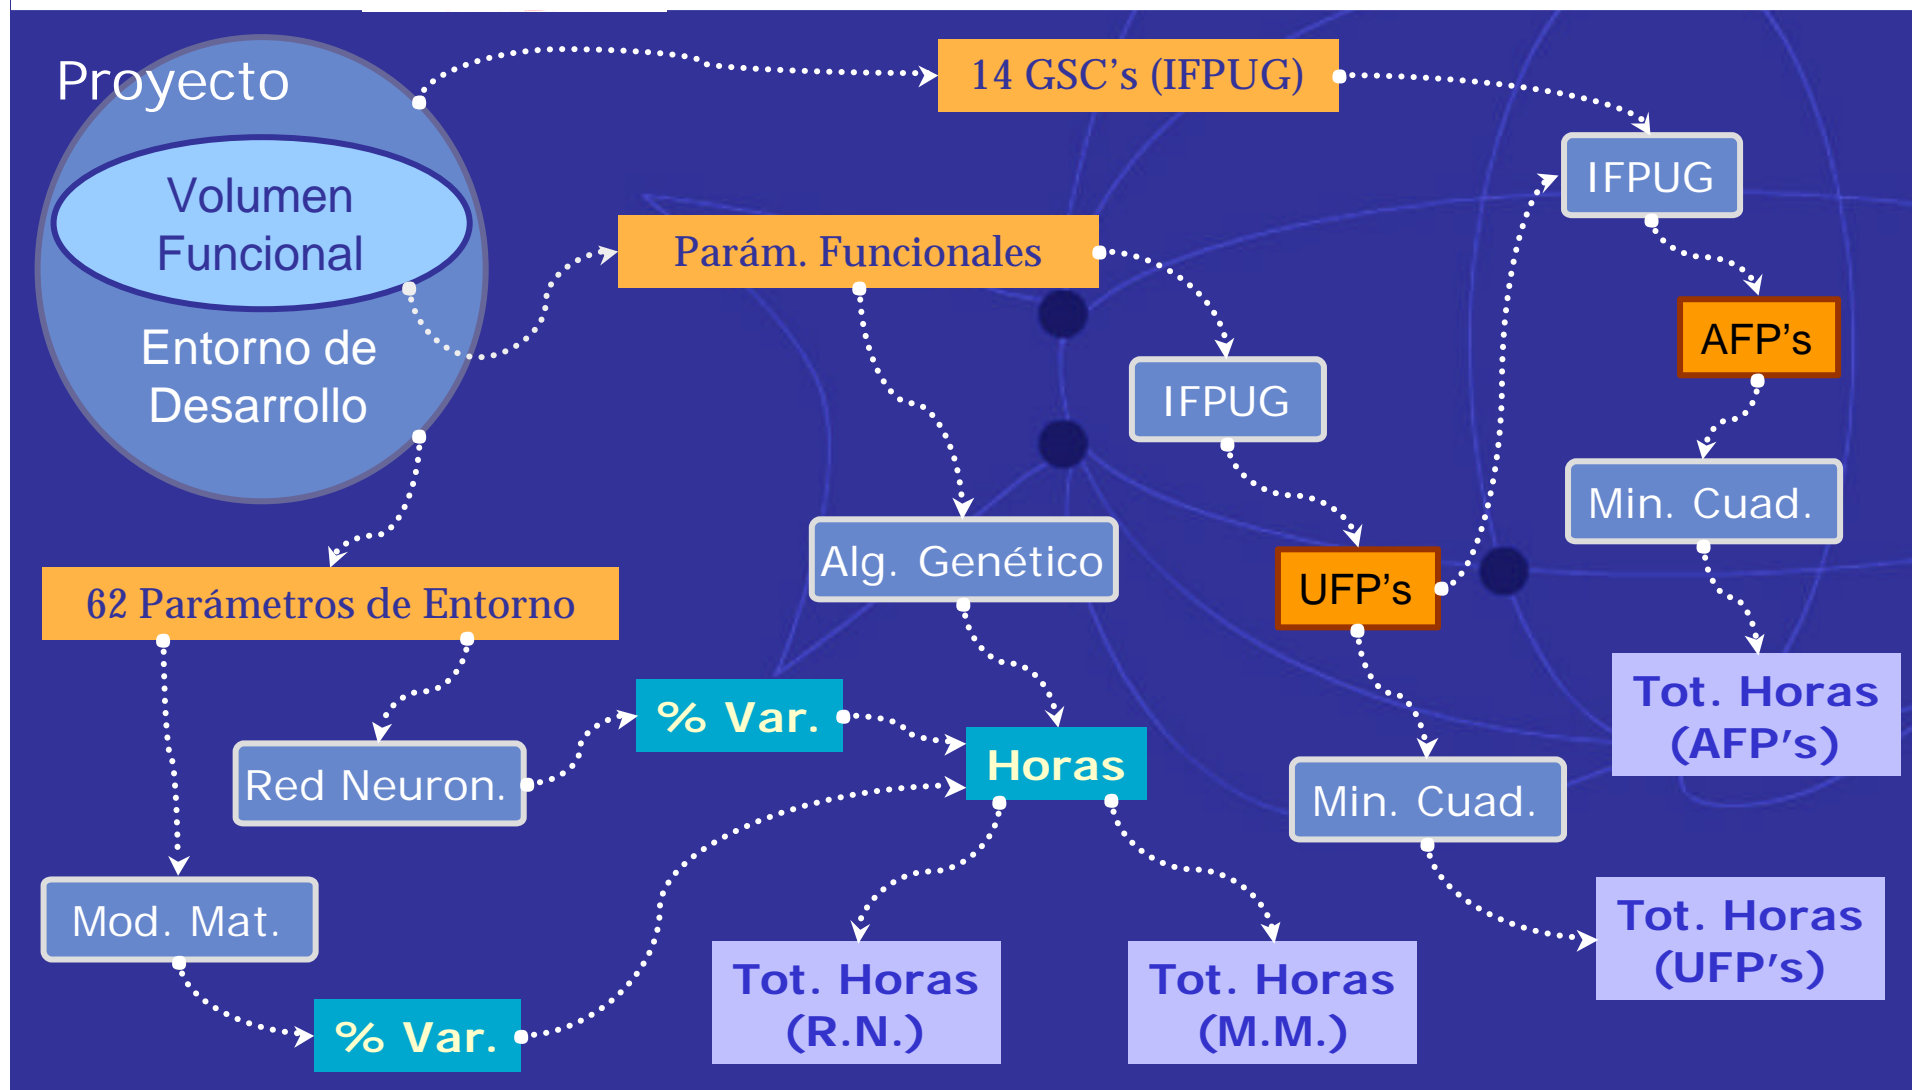 Proyecto
Volumen
Funcional
Entorno de
Desarrollo
14 GSC's (IFPUG)
IFPUG
Parám. Funcionales
AFP's
IFPUG
Min. Cuad.
Alg. Genético
UFP's
62 Parámetros de Entorno
Tot. Horas
(AFP's)
% Var.
Horas
Red Neuron.
Min. Cuad.
Mod. Mat.
Tot. Horas
(UFP's)
Tot. Horas
(R.N.)
Tot. Horas
(M.M.)
% Var.